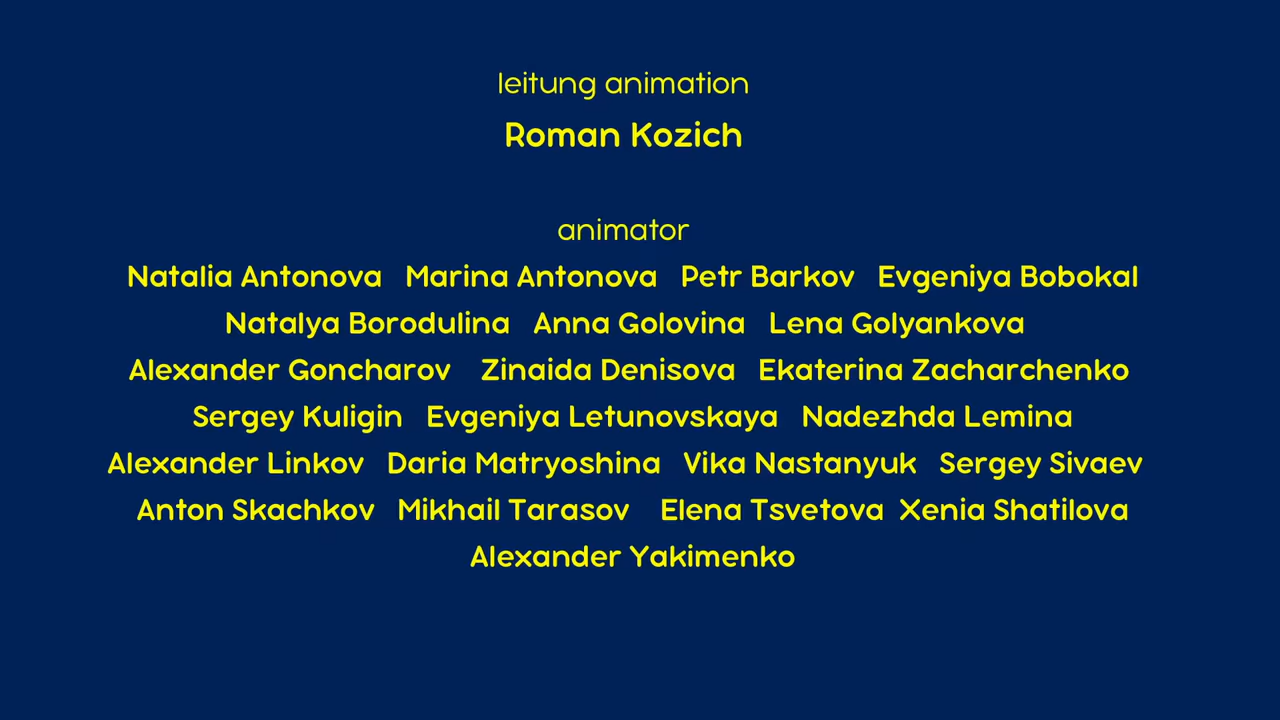 leitung animation
Roman Kozich
animator
Natalia Antonova Marina Antonova Petr Barkov Evgeniya Bobokal
Natalya Borodulina Anna Golovina Lena Golyankova
Alexander Goncharov Zinaida Denisova Ekaterina Zacharchenko
Sergey Kuligin Evgeniya Letunovskaya Nadezhda Lemina
Alexander Linkov Daria Matryoshina Vika Nastanyuk Sergey Sivaev
Anton Skachkov Mikhail Tarasov Elena Tsvetova Xenia Shatilova
Alexander Yakimenko